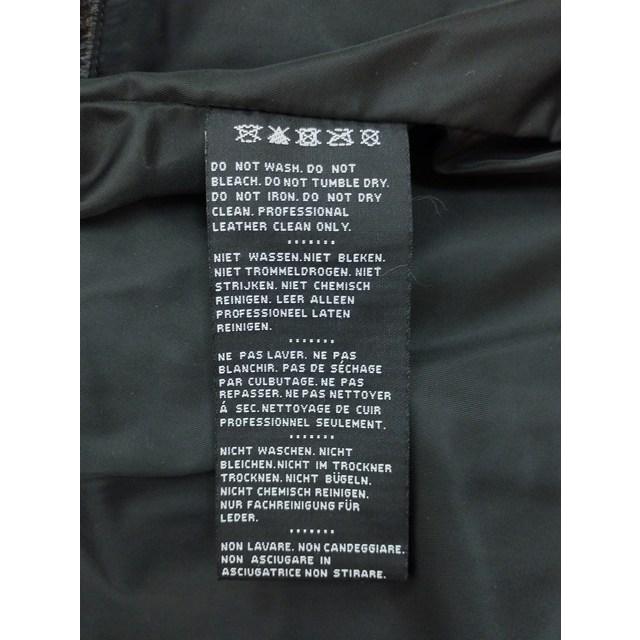 DO NOT WASH. DO NOT
BLEACH. DO NOT TUMBLE DRY.
DO NOT IRON. DO NOT DRY
CLEAN. PROFESSIONAL
LEATHER CLEAN ONLY.
.......
NIET WASSEN.NIET BLEKEN.
NIET TROMMELDROGEN. NIET
STRIJKEN. NIET CHEMISCH
REINIGEN. LEER ALLEEN
PROFESSIONEEL LATEN
REINIGEN.
.......
NE PAS LAVER. NE PAS
BLANCHIR. PAS DE SÉCHAGE
PAR CULBUTAGE. NE PAS
REPASSER. NE PAS NETTOYER
Á SEC.NETTOYAGE DE CUIR
PROFESSIONNEL SEULEMENT.
.......
NICHT WASCHEN. NICHT
BLEICHEN.NICHT IM TROCKNER
TROCKNEN. NICHT BÜGELN.
NICHT CHEMISCH REINIGEN.
NUR FACHREINIGUNG FÜR
LEDER.
.......
NON LAVARE. NON CANDEGGIARE.
NON ASCIUGARE IN
ASCIUGATRICE NON STIRARE.